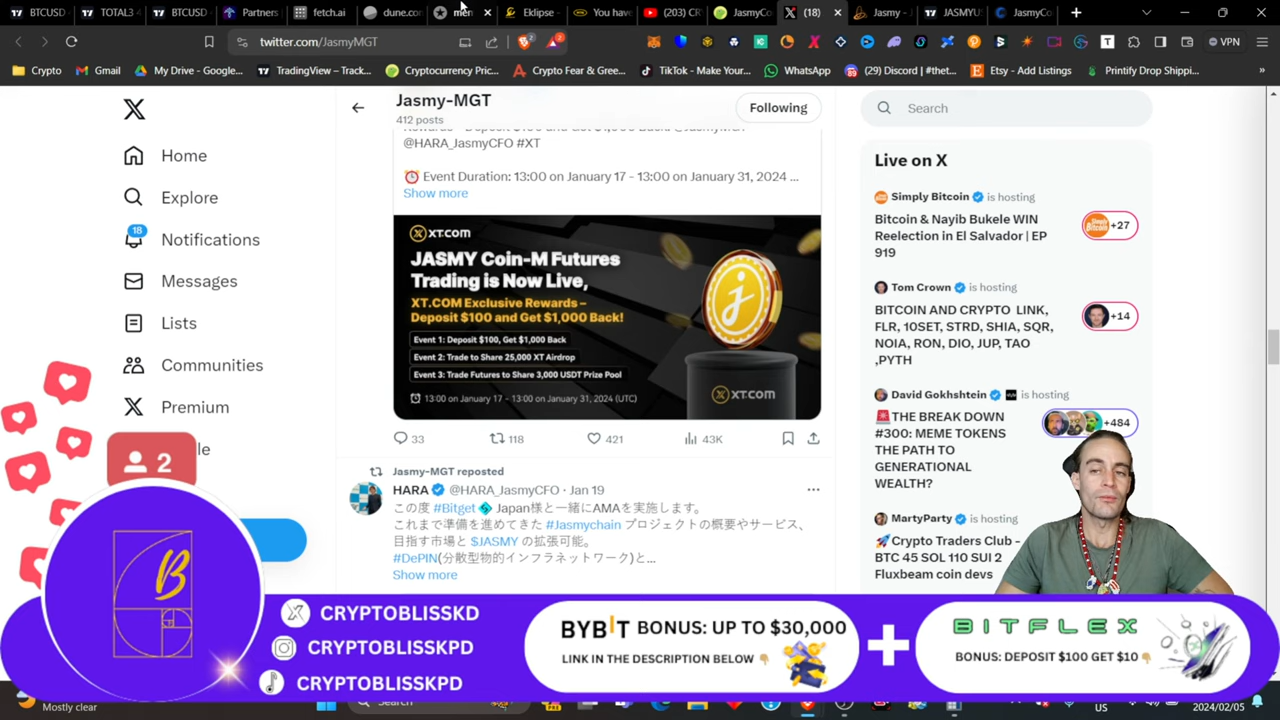 BTCUSD
TOTAL3
BTCUSD
Partners
fetch.ai
dune.co
mer
Eklipse -
You have
(203) CR
JasmyCo
(18)
Jasmy -
JASMYU
JasmyCo
twitter.com/JasmyMGT
VPN
Crypto
Gmail
My Drive - Google...
TradingView – Track...
Cryptocurrency Pric...
Crypto Fear & Gree...
TikTok - Make Your...
WhatsApp
(29) Discord | #thet...
Etsy - Add Listings
Printify Drop Shippi...
Home
Explore
18
Notifications
Messages
Lists
Communities
Premium
Jasmy-MGT
412 posts
Following
Rewards – Deposit $100 and Get $1,000 Back! @JasmyMGT
@HARA_JasmyCFO #XT
⏰ Event Duration: 13:00 on January 17 - 13:00 on January 31, 2024 ...
Show more
XT.COM
JASMY Coin-M Futures
Trading is Now Live,
XT.COM Exclusive Rewards –
Deposit $100 and Get $1,000 Back!
Event 1: Deposit $100, Get $1,000 Back
Event 2: Trade to Share 25,000 XT Airdrop
Event 3: Trade Futures to Share 3,000 USDT Prize Pool
13:00 on January 17 - 13:00 on January 31, 2024 (UTC)
XT.COM
33
118
421
43K
Jasmy-MGT reposted
HARA @HARA_JasmyCFO · Jan 19
この度 #Bitget Japan様と一緒にAMAを実施します。
これまで準備を進めてきた #Jasmychain プロジェクトの概要やサービス、
目指す市場と $JASMY の拡張可能。
#DePIN(分散型物的インフラネットワーク)と...
Show more
Search
Live on X
Simply Bitcoin is hosting
Bitcoin & Nayib Bukele WIN
Reelection in El Salvador | EP
919
+27
Tom Crown is hosting
BITCOIN AND CRYPTO LINK,
FLR, 10SET, STRD, SHIA, SQR,
NOIA, RON, DIO, JUP, TAO
,PYTH
+14
David Gokhshtein is hosting
🚨THE BREAK DOWN
#300: MEME TOKENS
THE PATH TO
GENERATIONAL
WEALTH?
+484
MartyParty is hosting
🚀Crypto Traders Club -
BTC 45 SOL 110 SUI 2
Fluxbeam coin devs
2
B
CRYPTOBLISSKD
CRYPTOBLISSKPD
CRYPTOBLISSKPD
BYBIT BONUS: UP TO $30,000
LINK IN THE DESCRIPTION BELOW 👇🏼
BITFLEX
BONUS: DEPOSIT $100 GET $10 👇🏼
Mostly clear
Search
US
2024/02/05